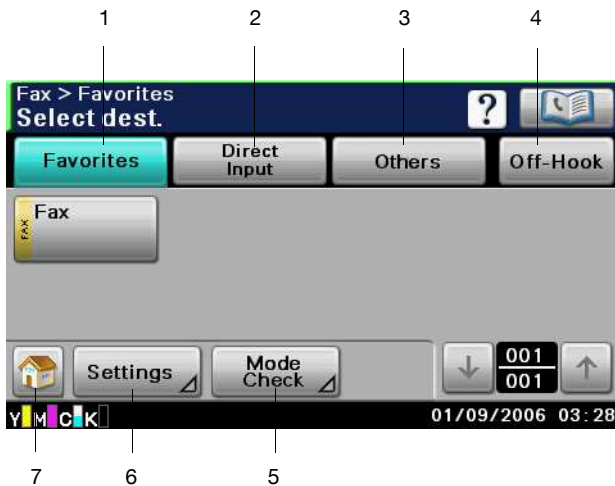 1 2 3 4
Fax > Favorites
Select dest.
?
Favorites
Direct
Input
Others
Off-Hook
FAX
Fax
Settings
Mode
Check
001
001
Y M C K
01/09/2006 03:28
7 6 5